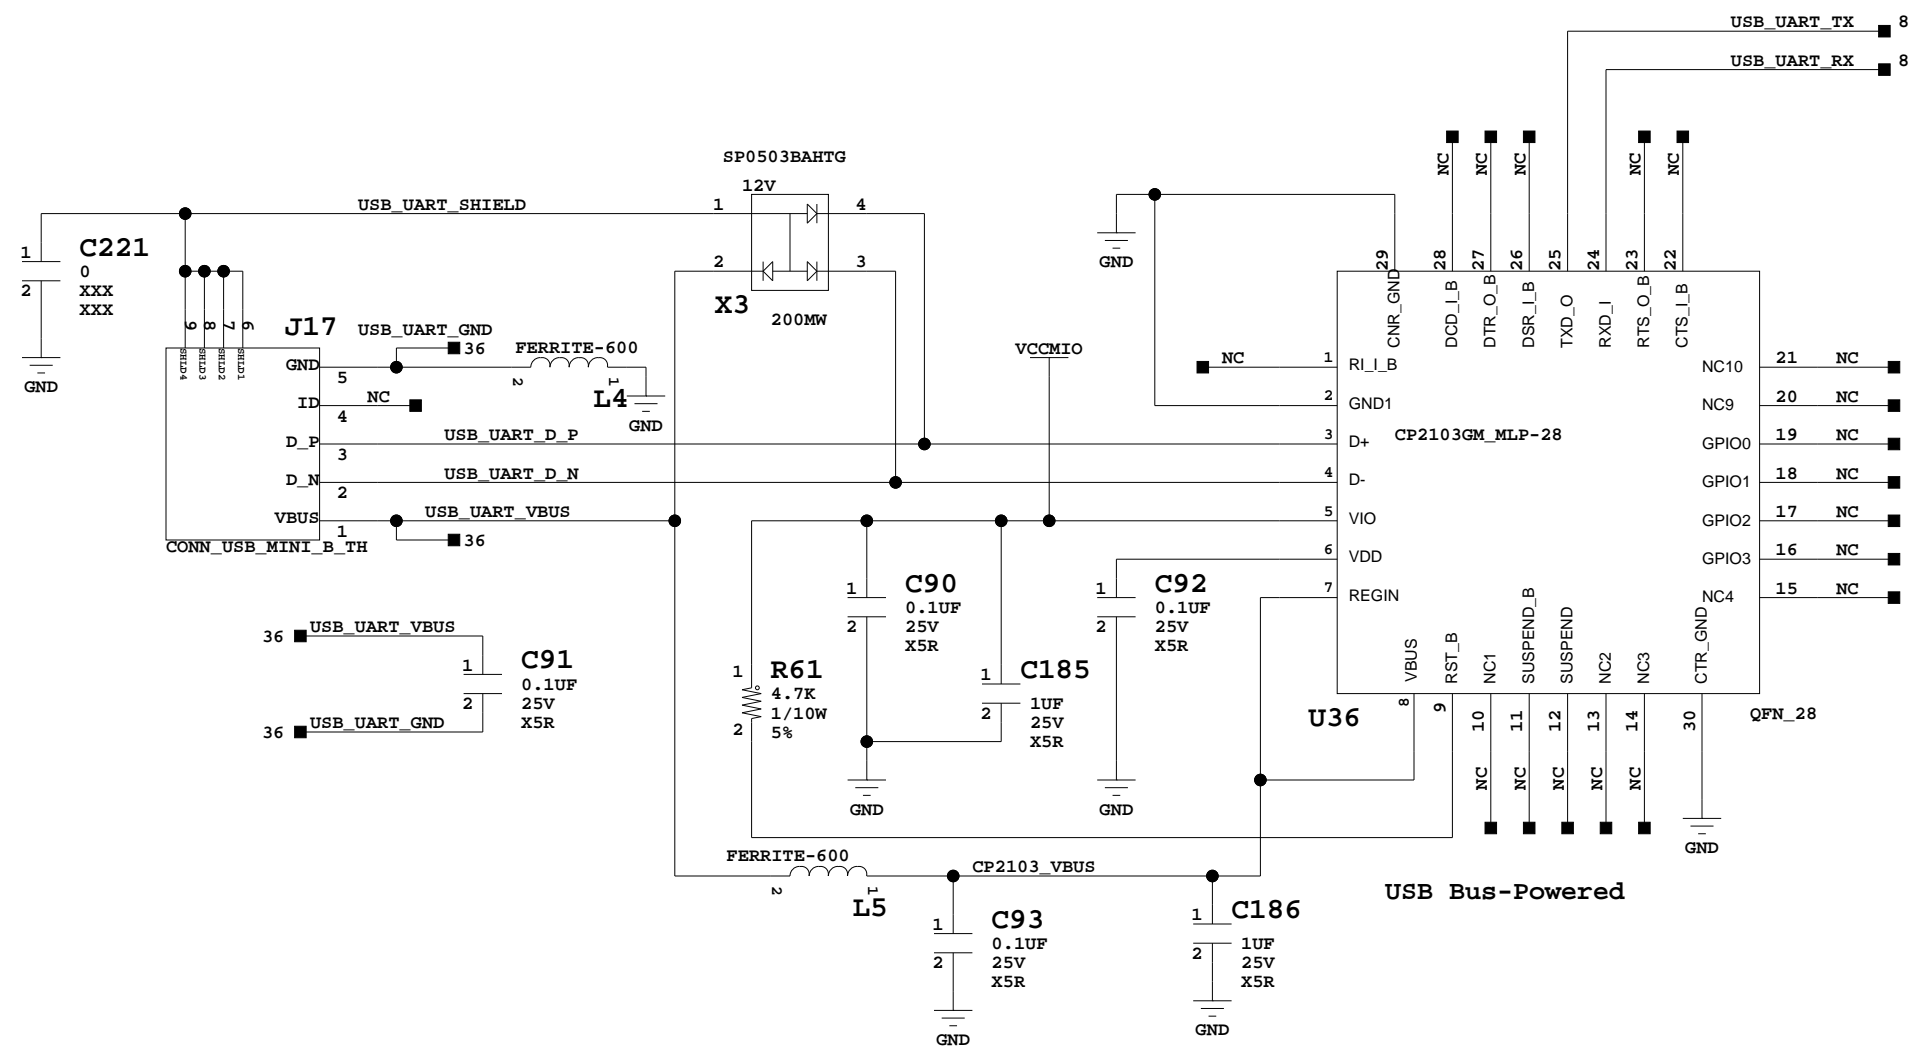 USB_UART_TX 8
USB_UART_RX 8
SP0503BAHTG
12V
USB_UART_SHIELD 1 4
2 3
X3
200MW
1 C221
0
2 XXX
XXX
GND
9 8 7 6
J17
SHLD4 SHLD3 SHLD2 SHLD1
USB_UART_GND
36
FERRITE-600
GND 5
2 1
L4
GND
ID NC
4
D_P USB_UART_D_P
3
D_N USB_UART_D_N
2
VBUS USB_UART_VBUS
1
36
CONN_USB_MINI_B_TH
VCCMIO
GND
NC NC NC NC NC
29 28 27 26 25 24 23 22
CNR_GND DCD_I_B DTR_O_B DSR_I_B TXD_O RXD_I RTS_O_B CTS_I_B
NC 1 RI_I_B
2 GND1
3 D+
4 D-
5 VIO
6 VDD
7 REGIN
CP2103GM_MLP-28
NC10 21 NC
NC9 20 NC
GPIO0 19 NC
GPIO1 18 NC
GPIO2 17 NC
GPIO3 16 NC
NC4 15 NC
VBUS RST_B NC1 SUSPEND_B SUSPEND NC2 NC3 CTR_GND
8 9 10 11 12 13 14 30
U36
QFN_28
NC NC NC NC NC
GND
36 USB_UART_VBUS
1 C91
0.1UF
2 25V
X5R
36 USB_UART_GND
1 R61
4.7K
1/10W
2 5%
1 C90
0.1UF
2 25V
X5R
1 C185
1UF
2 25V
X5R
GND
1 C92
0.1UF
2 25V
X5R
GND
FERRITE-600
2 1
L5
CP2103_VBUS
1 C93
0.1UF
2 25V
X5R
GND
1 C186
1UF
2 25V
X5R
GND
USB Bus-Powered